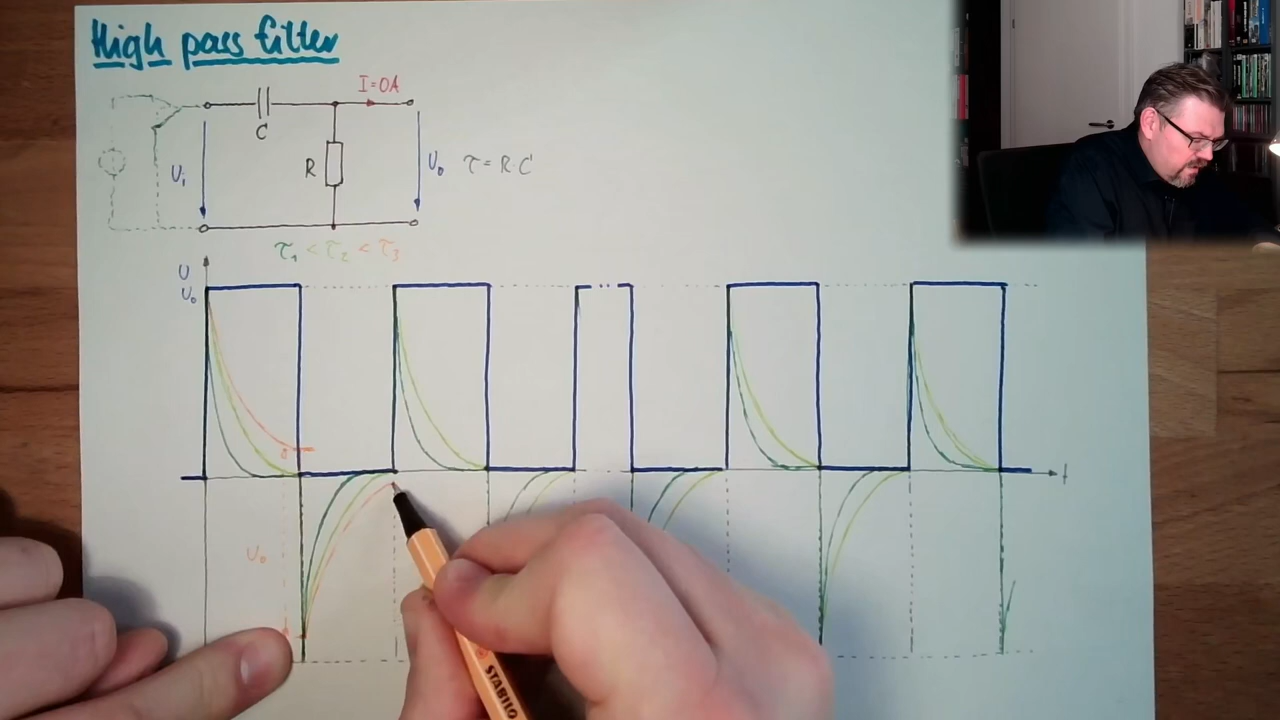 High pass filter
I=0A
C
U₁
R
U₀
τ = R·C
τ₁ < τ₂ < τ₃
U
U₀
t
U₀
STABILO